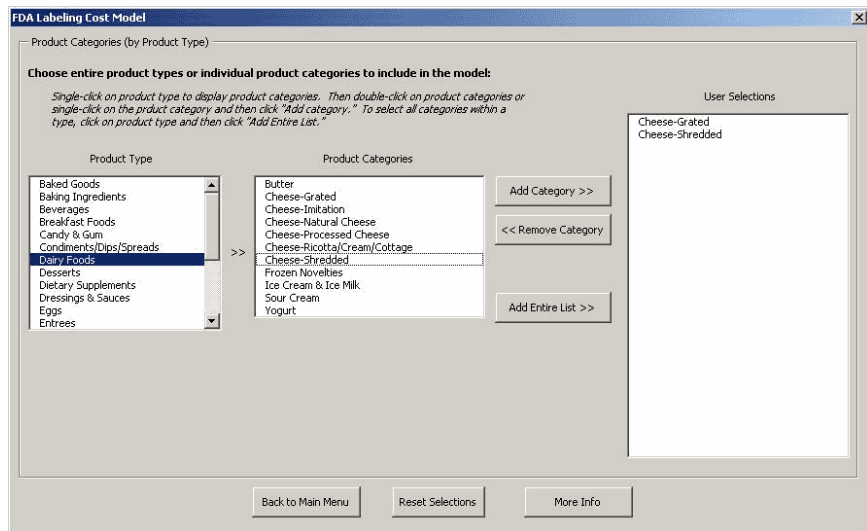 FDA Labeling Cost Model
Product Categories (by Product Type)
Choose entire product types or individual product categories to include in the model:
Single-click on product type to display product categories. Then double-click on product categories or
single-click on the prduct category and then click "Add category." To select all categories within a
type, click on product type and then click "Add Entire List."
Product Type
Baked Goods
Baking Ingredients
Beverages
Breakfast Foods
Candy & Gum
Condiments/Dips/Spreads
Dairy Foods
Desserts
Dietary Supplements
Dressings & Sauces
Eggs
Entrees
>>
Product Categories
Butter
Cheese-Grated
Cheese-Imitation
Cheese-Natural Cheese
Cheese-Processed Cheese
Cheese-Ricotta/Cream/Cottage
Cheese-Shredded
Frozen Novelties
Ice Cream & Ice Milk
Sour Cream
Yogurt
Add Category >>
<< Remove Category
Add Entire List >>
User Selections
Cheese-Grated
Cheese-Shredded
Back to Main Menu
Reset Selections
More Info